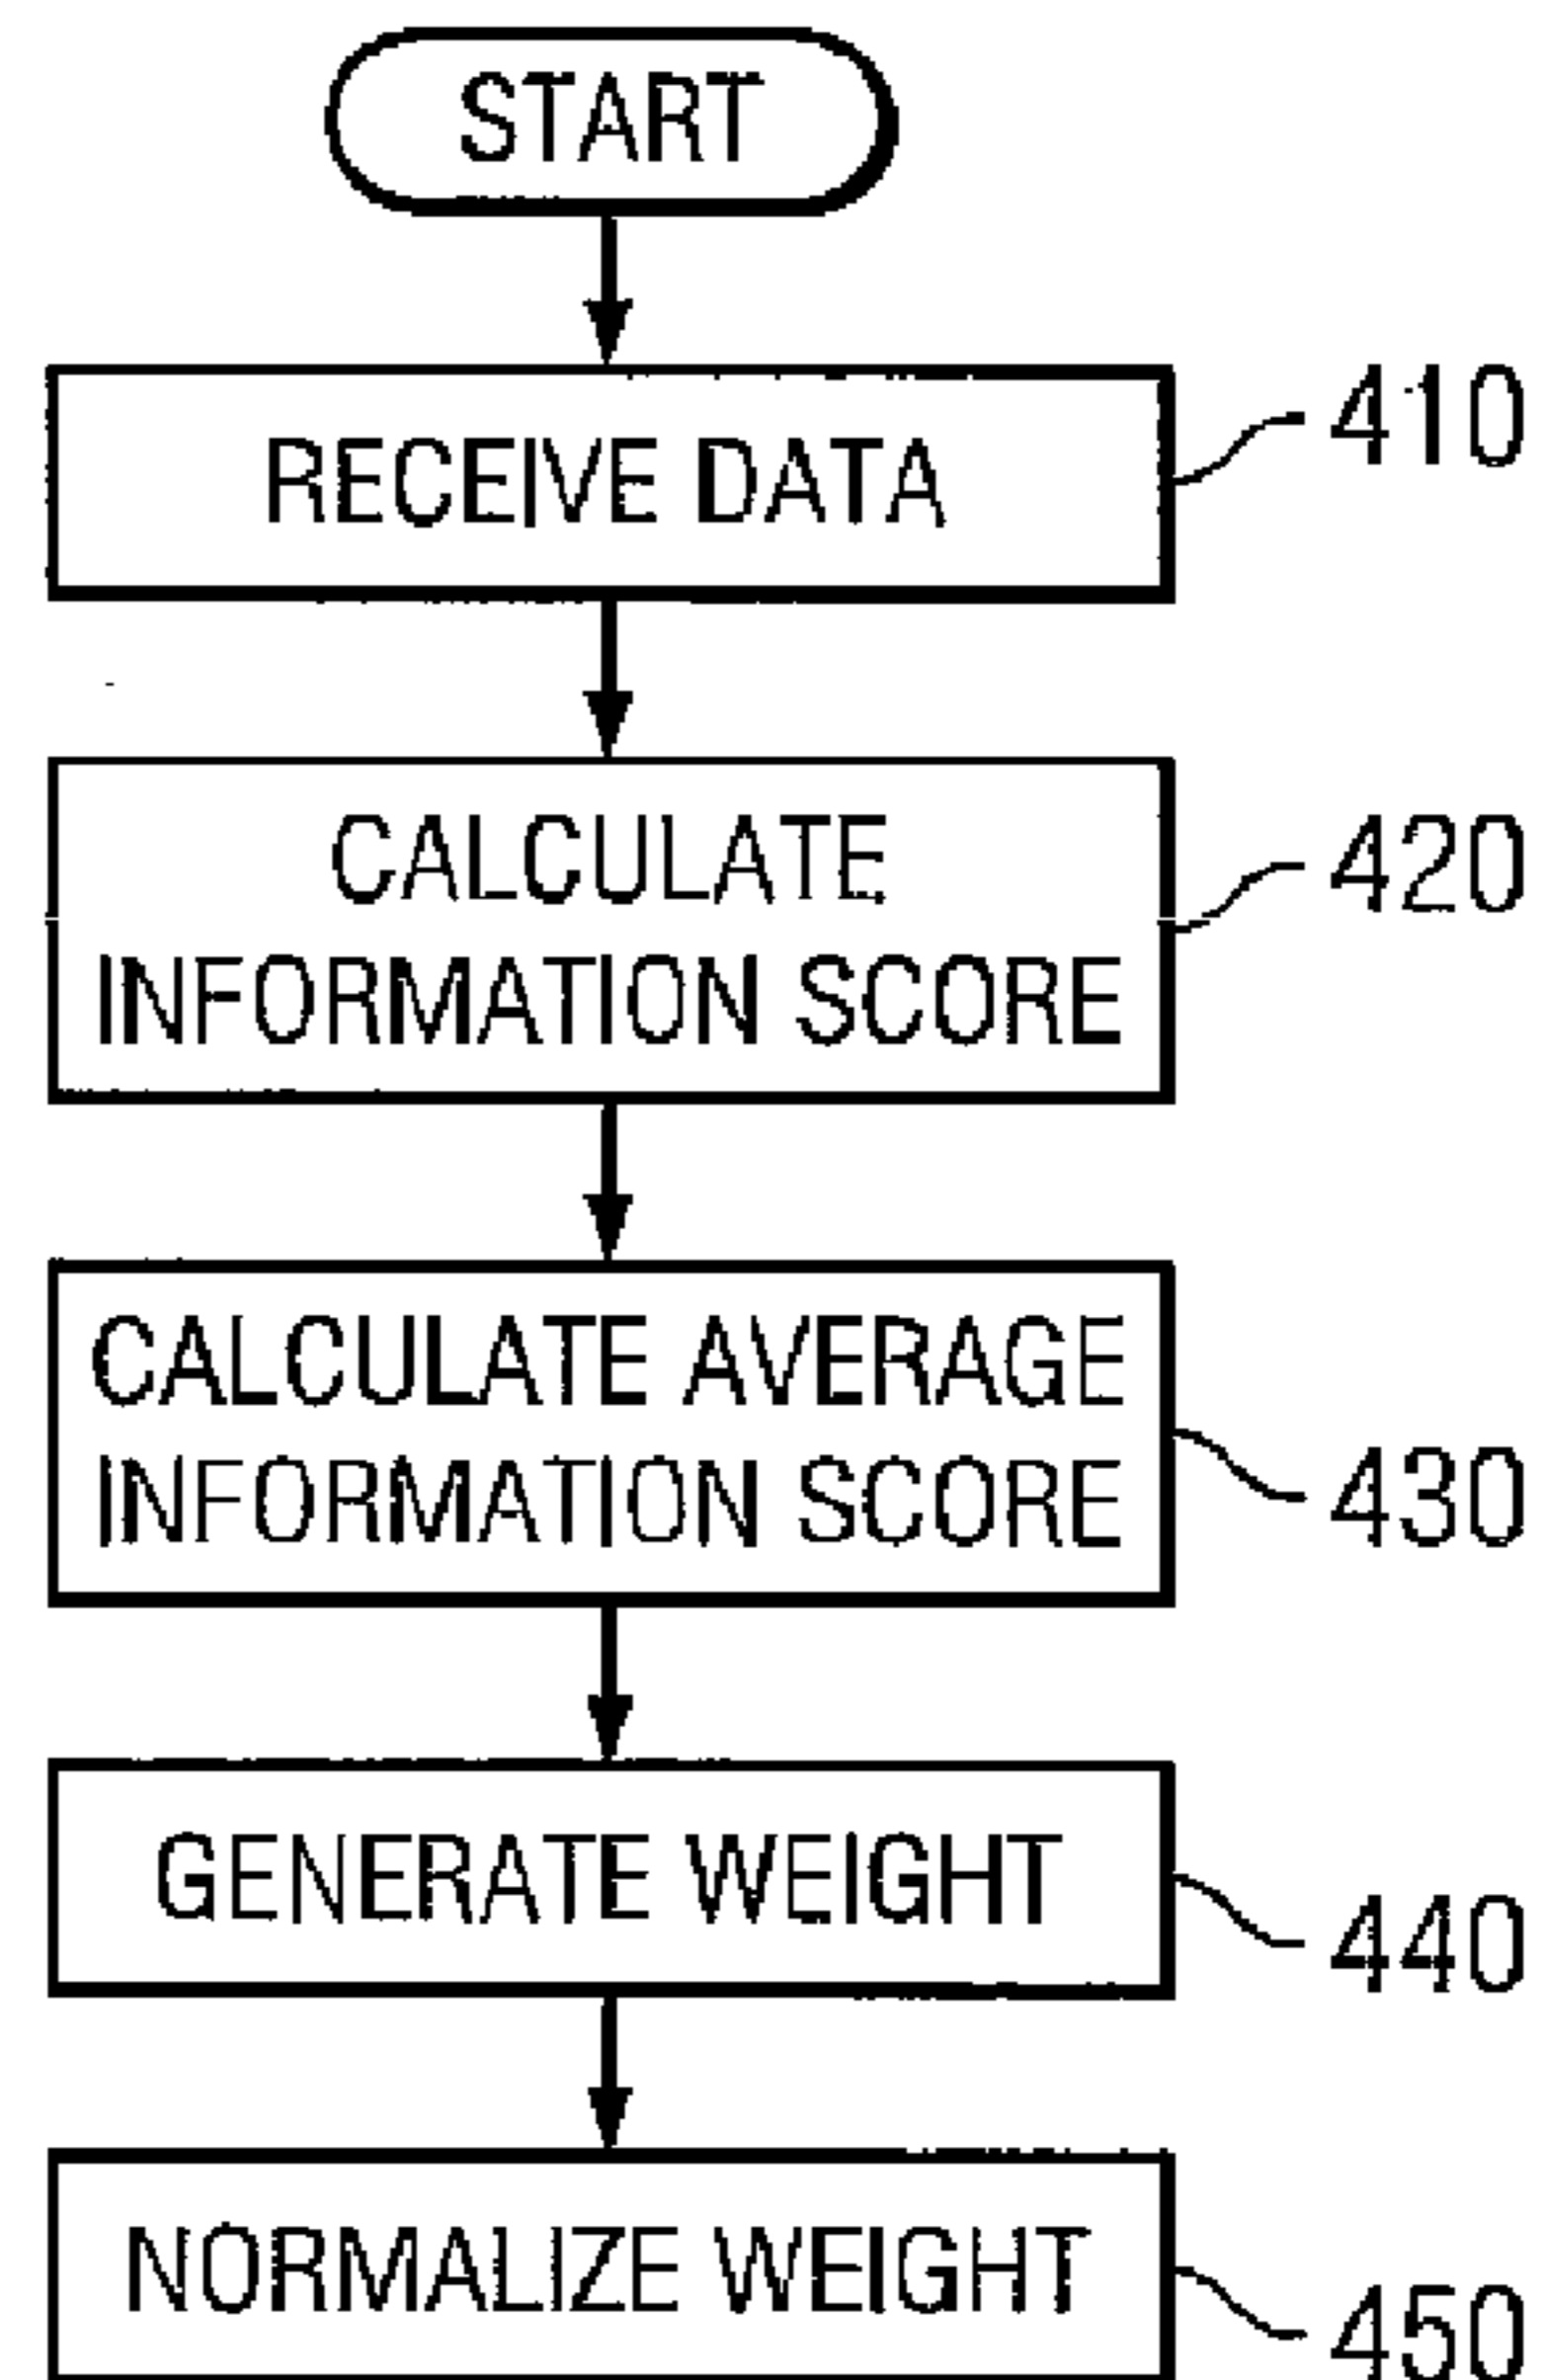 START
RECEIVE DATA
410
CALCULATE
INFORMATION SCORE
420
CALCULATE AVERAGE
INFORMATION SCORE
430
GENERATE WEIGHT
440
NORMALIZE WEIGHT
450